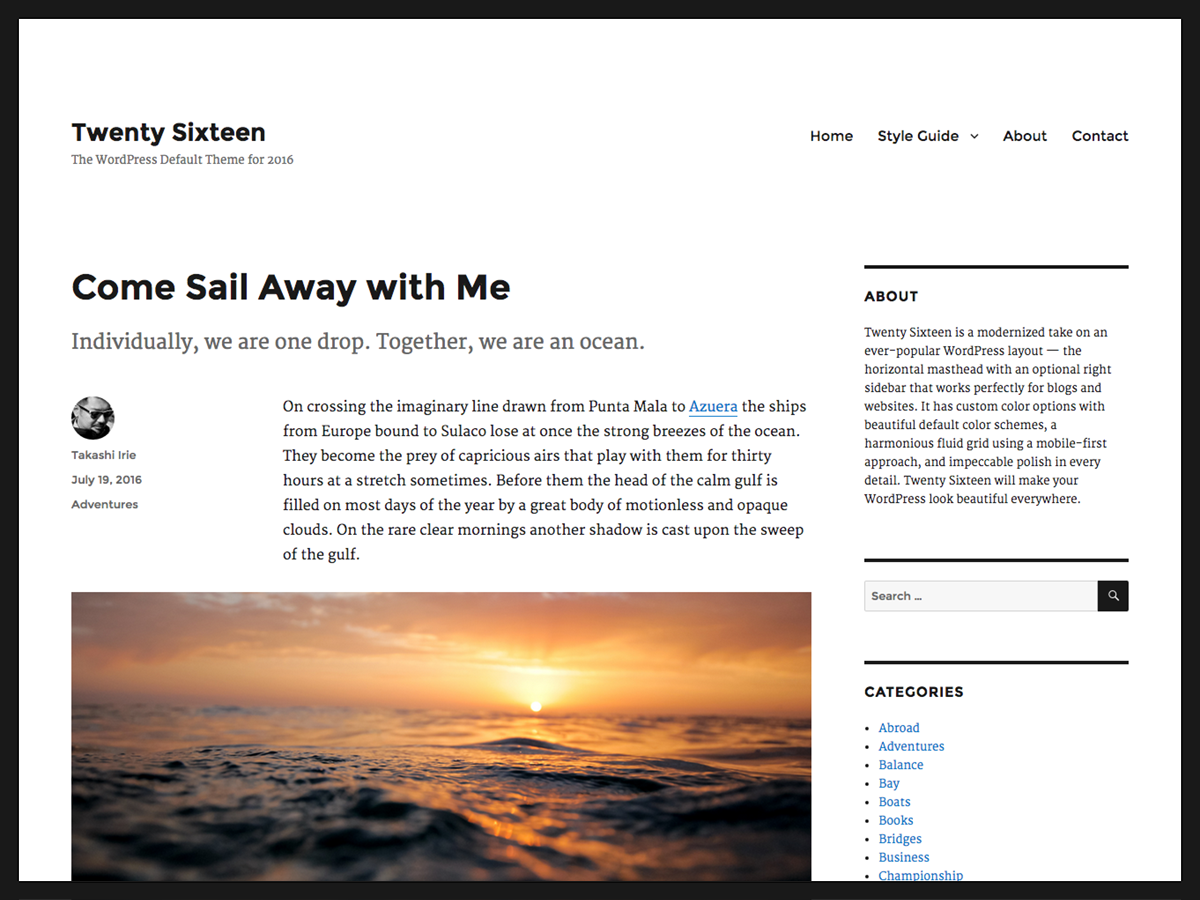 Twenty Sixteen
The WordPress Default Theme for 2016
Home Style Guide About Contact
Come Sail Away with Me
Individually, we are one drop. Together, we are an ocean.
Takashi Irie
July 19, 2016
Adventures
On crossing the imaginary line drawn from Punta Mala to Azuera the ships
from Europe bound to Sulaco lose at once the strong breezes of the ocean.
They become the prey of capricious airs that play with them for thirty
hours at a stretch sometimes. Before them the head of the calm gulf is
filled on most days of the year by a great body of motionless and opaque
clouds. On the rare clear mornings another shadow is cast upon the sweep
of the gulf.
ABOUT
Twenty Sixteen is a modernized take on an
ever-popular WordPress layout — the
horizontal masthead with an optional right
sidebar that works perfectly for blogs and
websites. It has custom color options with
beautiful default color schemes, a
harmonious fluid grid using a mobile-first
approach, and impeccable polish in every
detail. Twenty Sixteen will make your
WordPress look beautiful everywhere.
Search …
CATEGORIES
Abroad
Adventures
Balance
Bay
Boats
Books
Bridges
Business
Championship